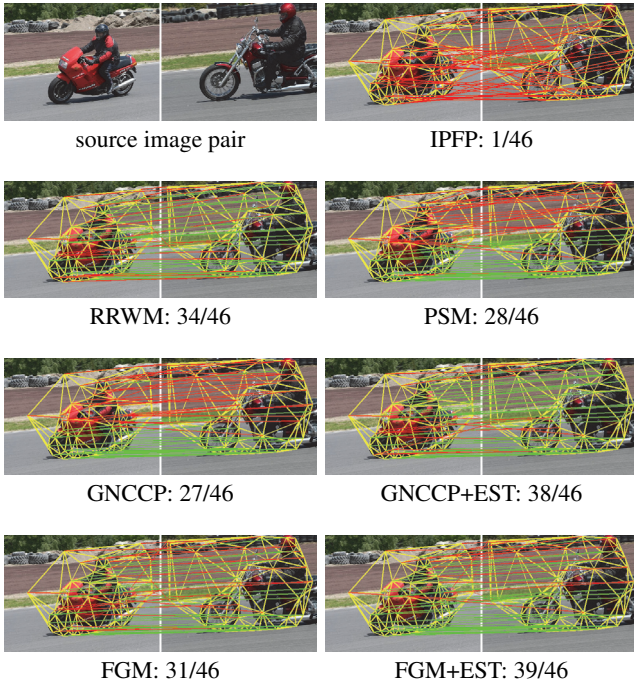 source image pair
IPFP: 1/46
RRWM: 34/46
PSM: 28/46
GNCCP: 27/46
GNCCP+EST: 38/46
FGM: 31/46
FGM+EST: 39/46